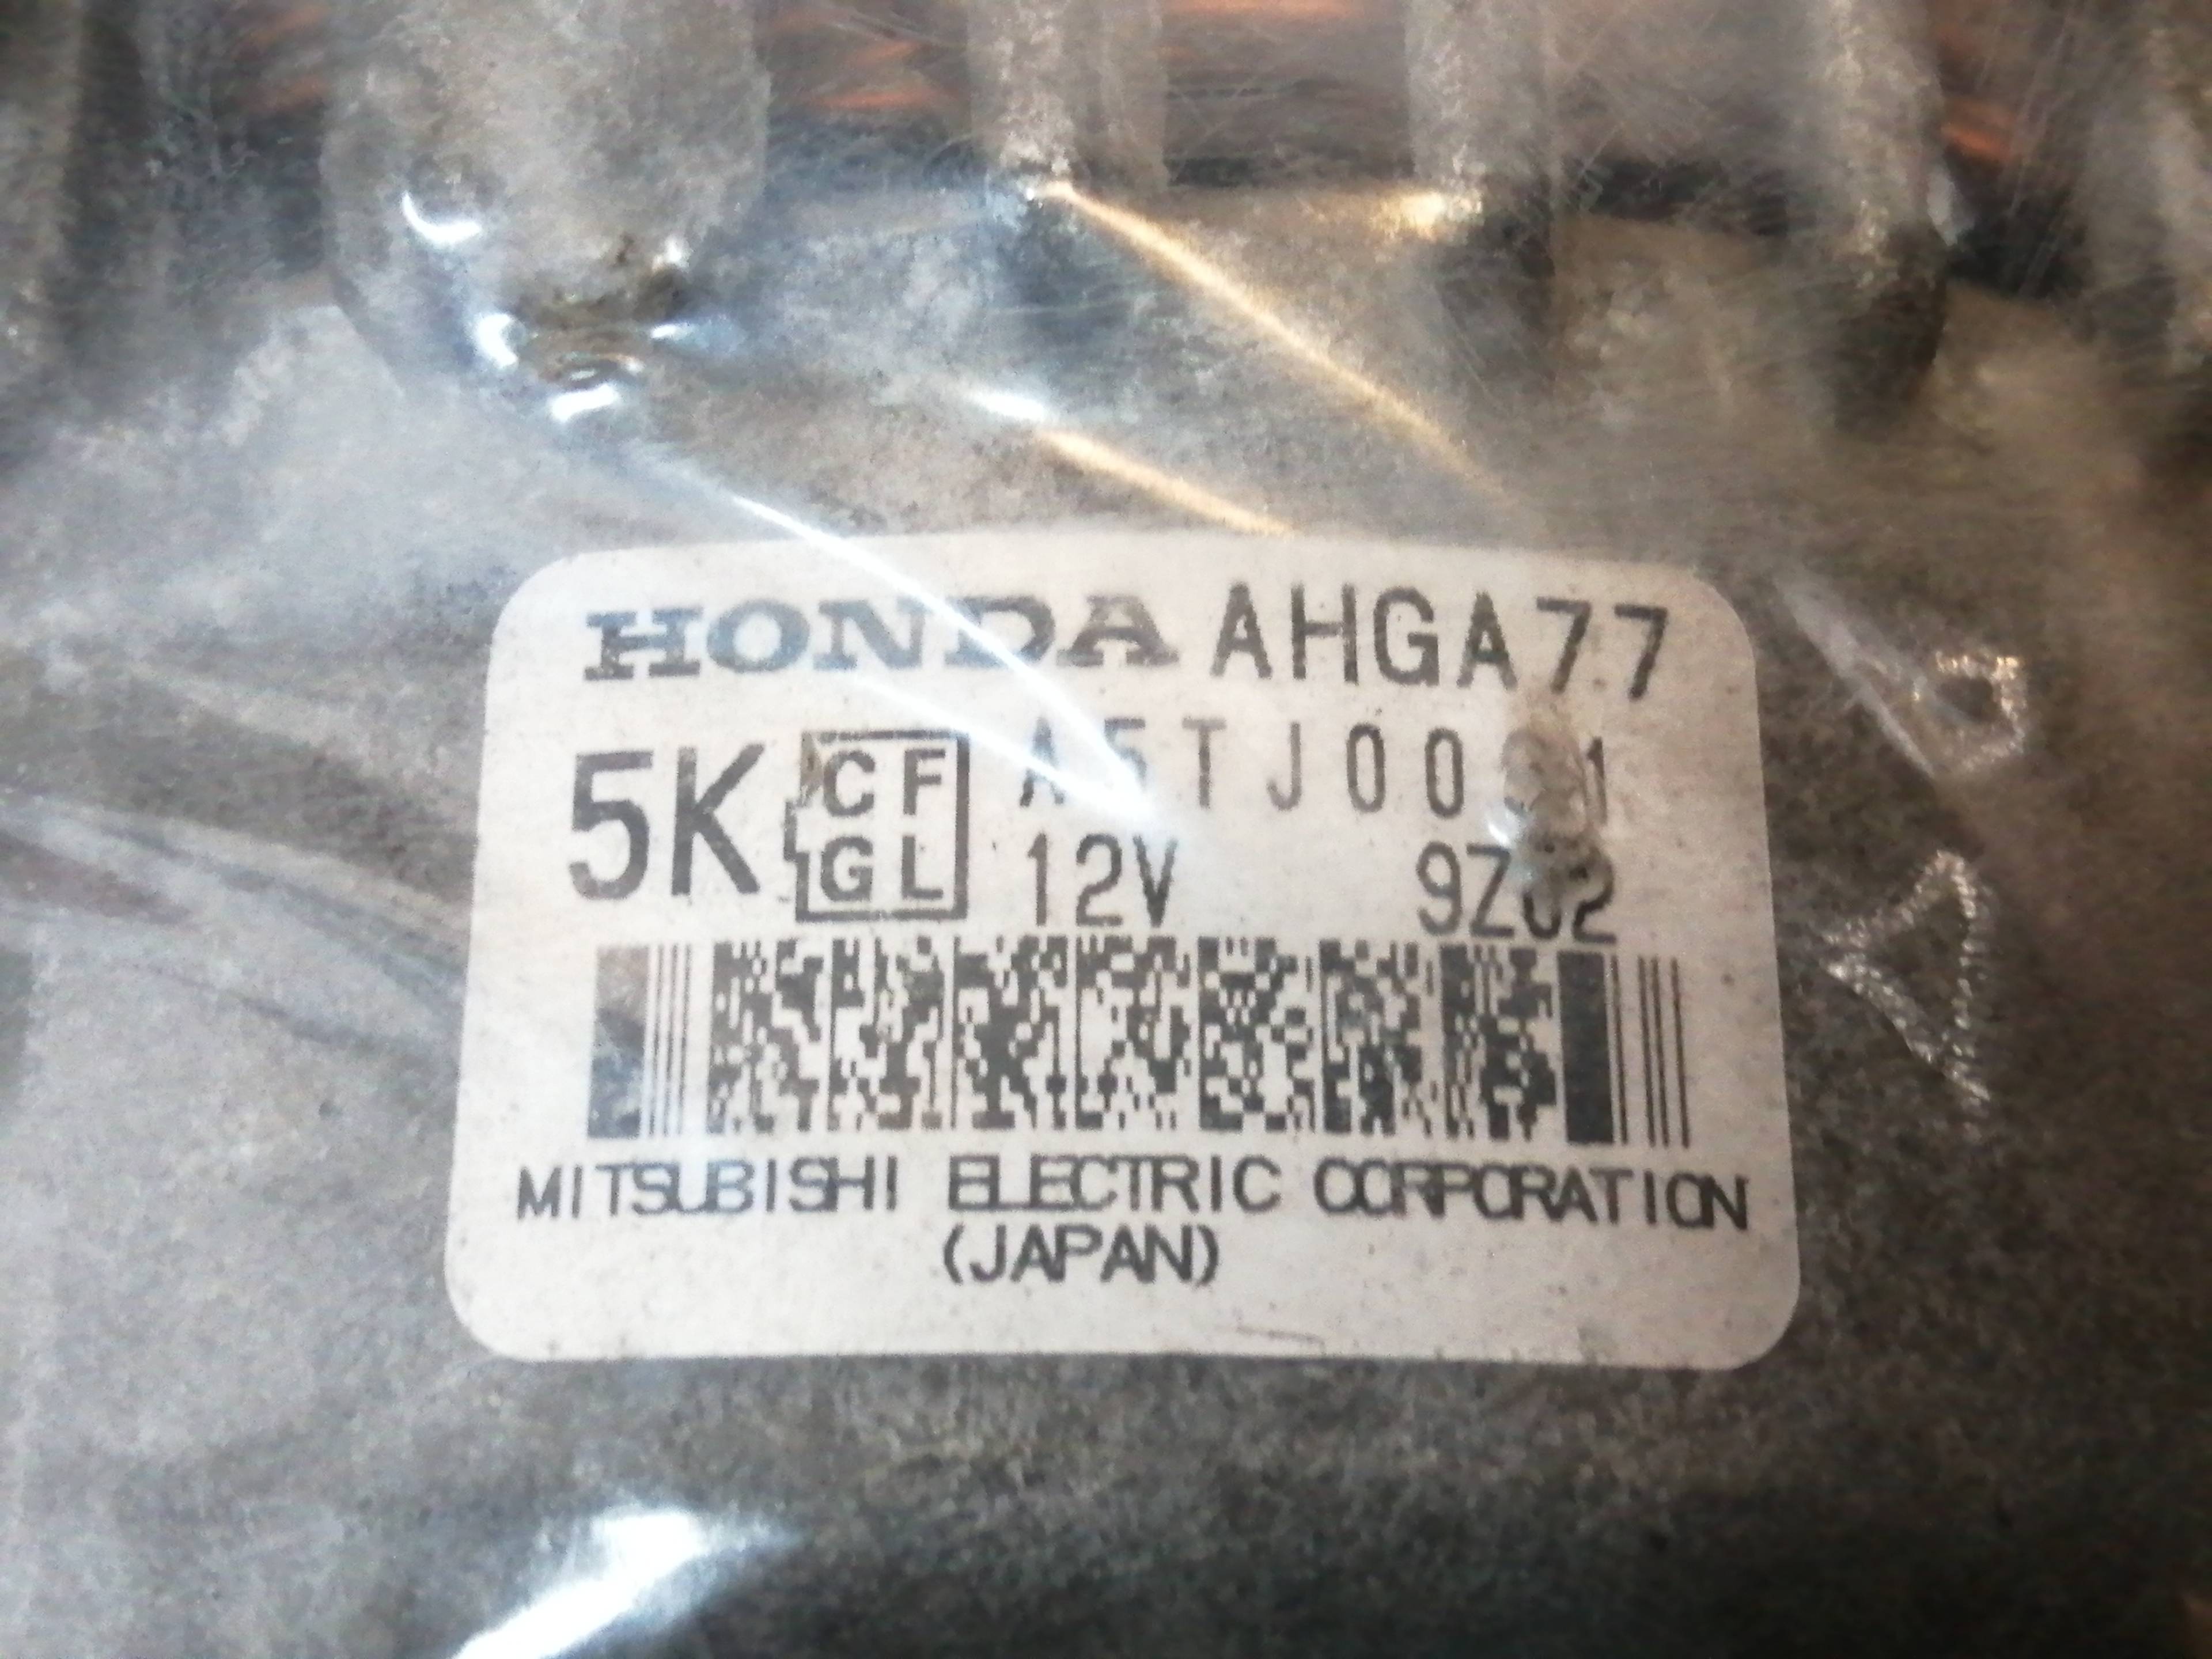 HONDA AHGA77
5K CF
GL
12V
MITSUBISHI ELECTRIC CORPORATION
(JAPAN)